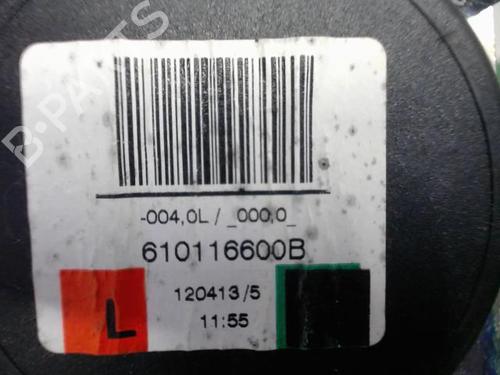 B-PARTS
-004,0L / _000,0_
610116600B
120413/5
L
11:55